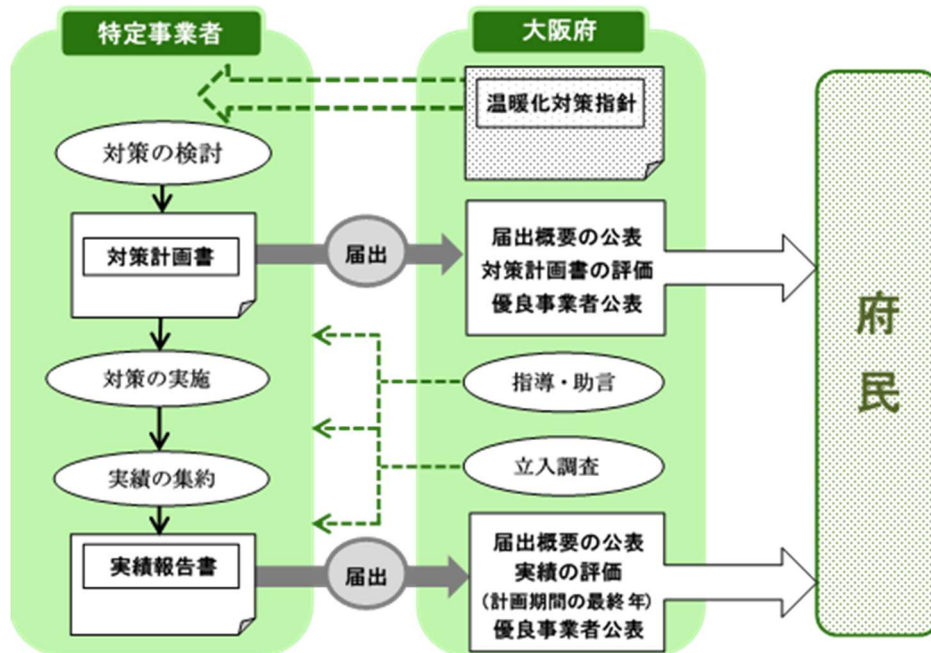 特定事業者
大阪府
温暖化対策指針
対策の検討
対策計画書
届出
届出概要の公表
対策計画書の評価
優良事業者公表
対策の実施
指導・助言
実績の集約
立入調査
実績報告書
届出
届出概要の公表
実績の評価
(計画期間の最終年)
優良事業者公表
府
民